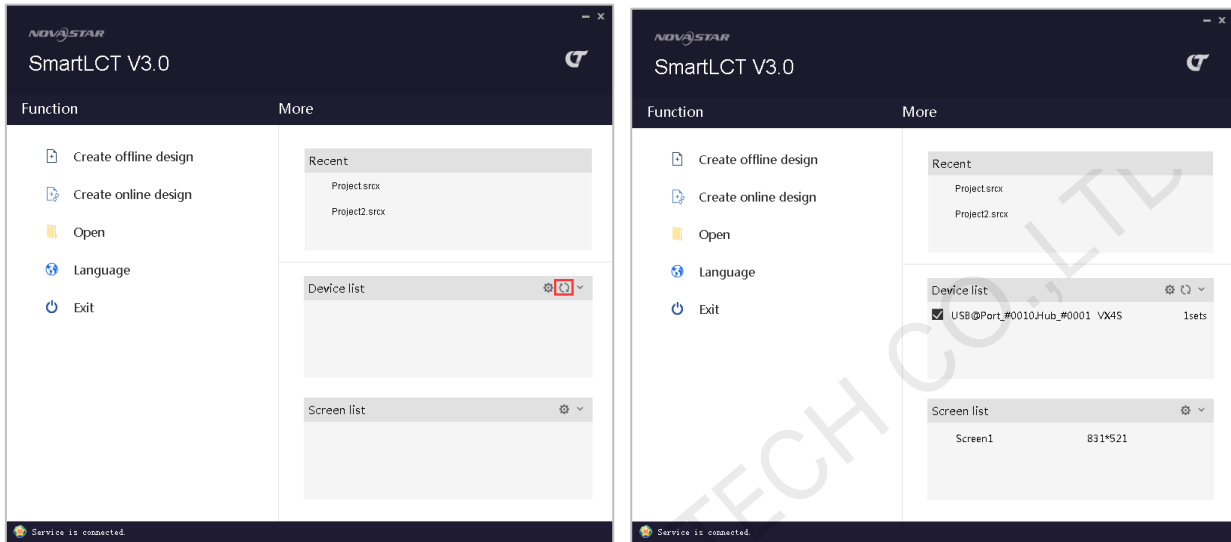 NOVASTAR
SmartLCT V3.0
Function
More
Create offline design
Create online design
Open
Language
Exit
Recent
Project.srcx
Project2.srcx
Device list
Screen list
Service is connected.
NOVASTAR
SmartLCT V3.0
Function
More
Create offline design
Create online design
Open
Language
Exit
Recent
Project.srcx
Project2.srcx
Device list
USB@Port_#0010.Hub_#0001 VX4S 1sets
Screen list
Screen1 831*521
Service is connected.
TECH CO.,LTD